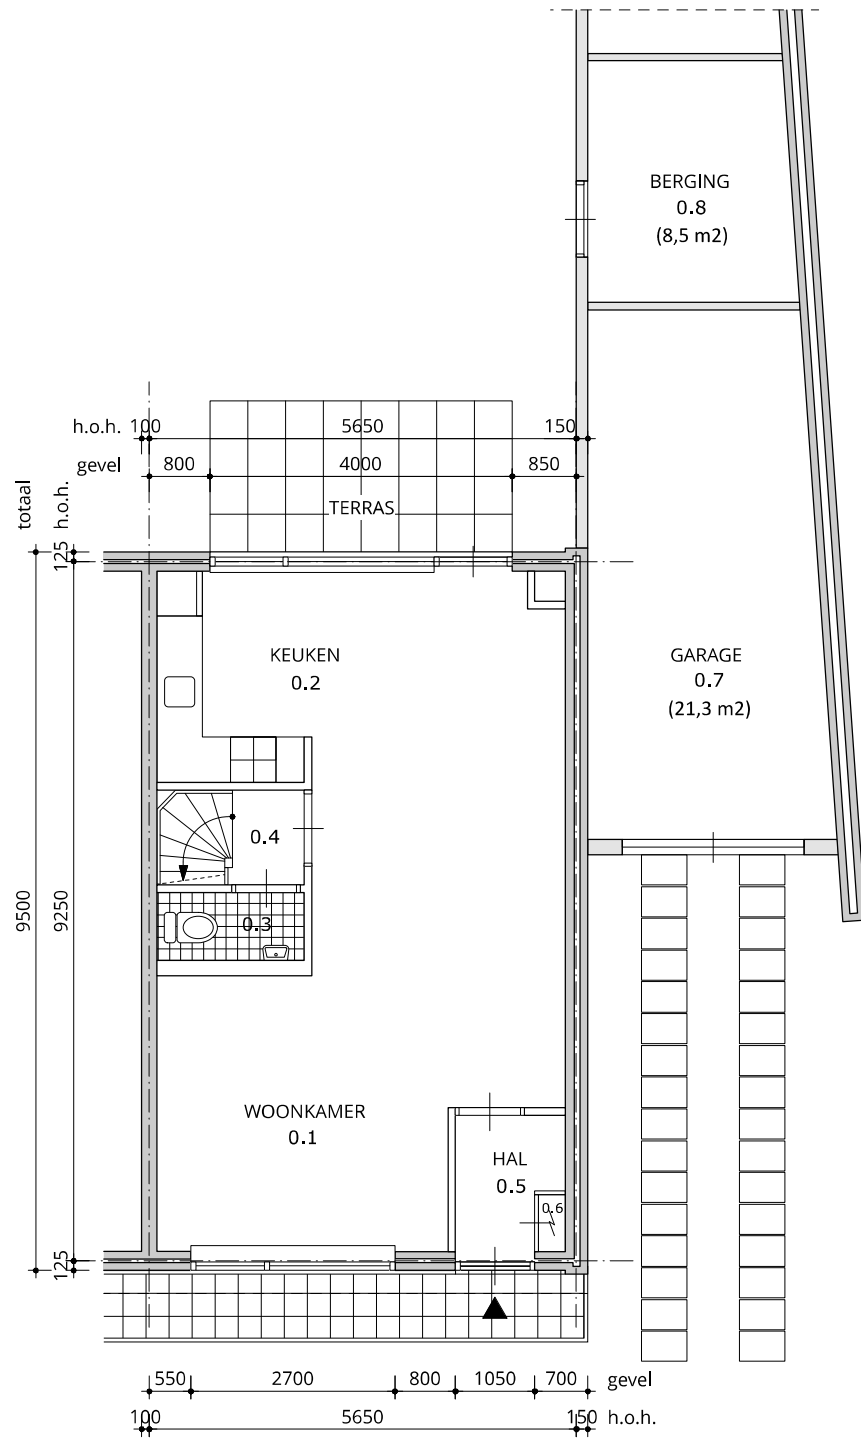 BERGING
0.8
(8,5 m2)
h.o.h. 100 5650 150
gevel 800 4000 850
TERRAS
totaal
h.o.h.
125
KEUKEN
0.2
GARAGE
0.7
(21,3 m2)
0.4
9500
9250
0.3
WOONKAMER
0.1
HAL
0.5
0.6
125
550 2700 800 1050 700 gevel
100 5650 150 h.o.h.